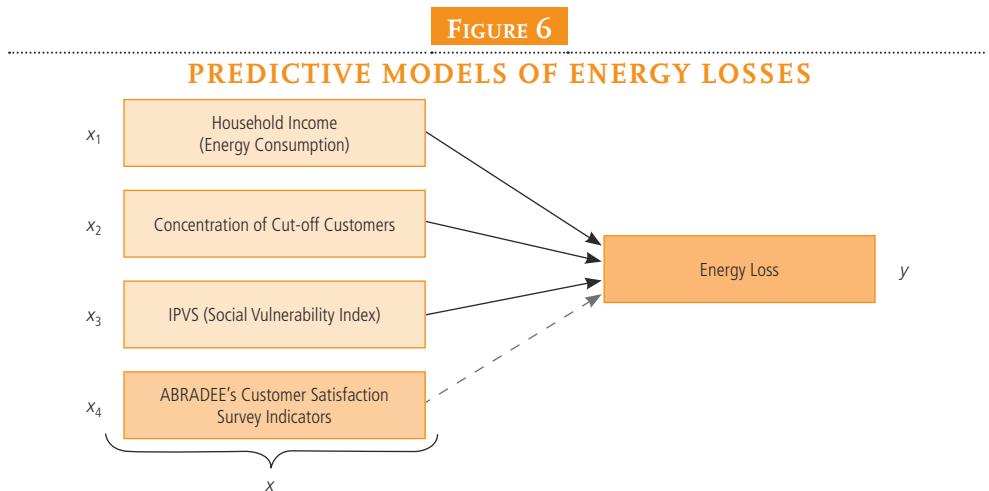 FIGURE 6
PREDICTIVE MODELS OF ENERGY LOSSES
x1
Household Income
(Energy Consumption)
x2
Concentration of Cut-off Customers
x3
IPVS (Social Vulnerability Index)
x4
ABRADEE's Customer Satisfaction
Survey Indicators
x
Energy Loss
y